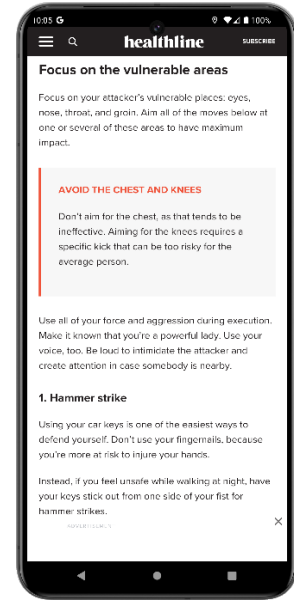 10:05 G
100%
healthline
SUBSCRIBE
Focus on the vulnerable areas
Focus on your attacker's vulnerable places: eyes,
nose, throat, and groin. Aim all of the moves below at
one or several of these areas to have maximum
impact.
AVOID THE CHEST AND KNEES
Don't aim for the chest, as that tends to be
ineffective. Aiming for the knees requires a
specific kick that can be too risky for the
average person.
Use all of your force and aggression during execution.
Make it known that you're a powerful lady. Use your
voice, too. Be loud to intimidate the attacker and
create attention in case somebody is nearby.
1. Hammer strike
Using your car keys is one of the easiest ways to
defend yourself. Don't use your fingernails, because
you're more at risk to injure your hands.
Instead, if you feel unsafe while walking at night, have
your keys stick out from one side of your fist for
hammer strikes.